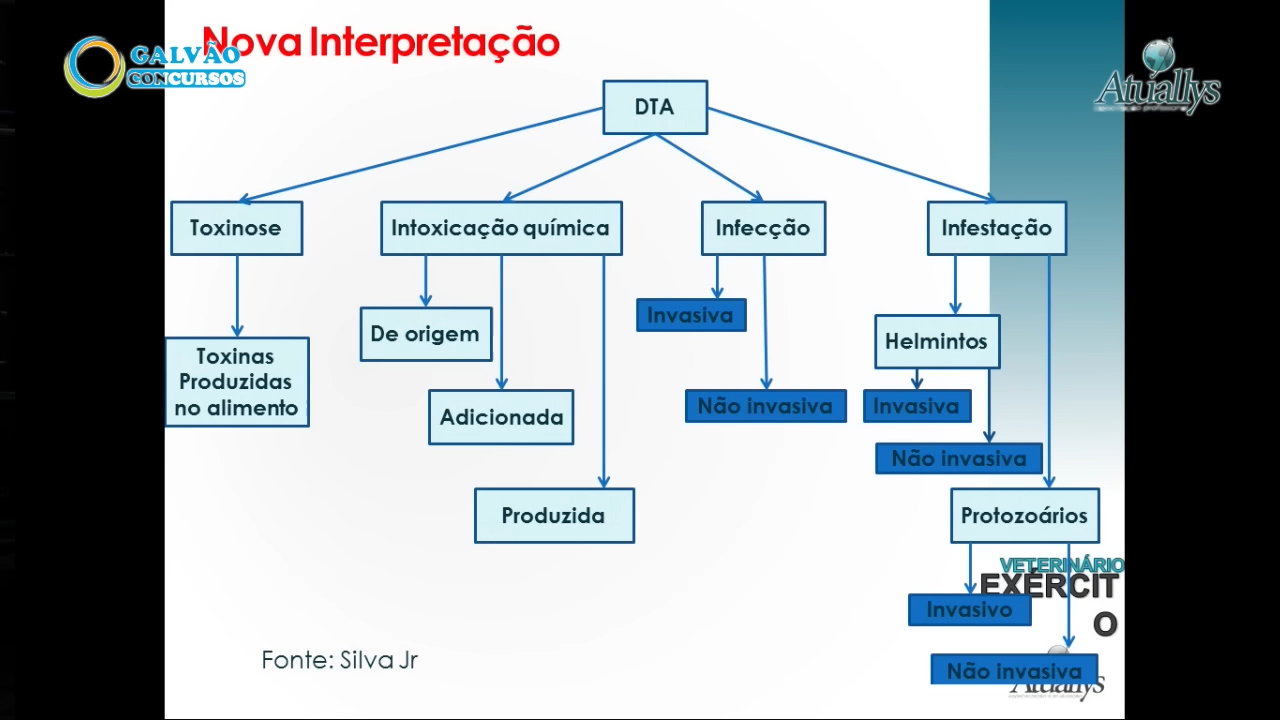 Nova Interpretação
GALVÃO
CONCURSOS
Atuallys
DTA
Toxinose
Intoxicação química
Infecção
Infestação
Toxinas
Produzidas
no alimento
De origem
Adicionada
Produzida
Invasiva
Não invasiva
Helmintos
Invasiva
Não invasiva
Protozoários
VETERINÁRIO
EXÉRCIT
O
Invasivo
Não invasiva
Atuallys
Fonte: Silva Jr